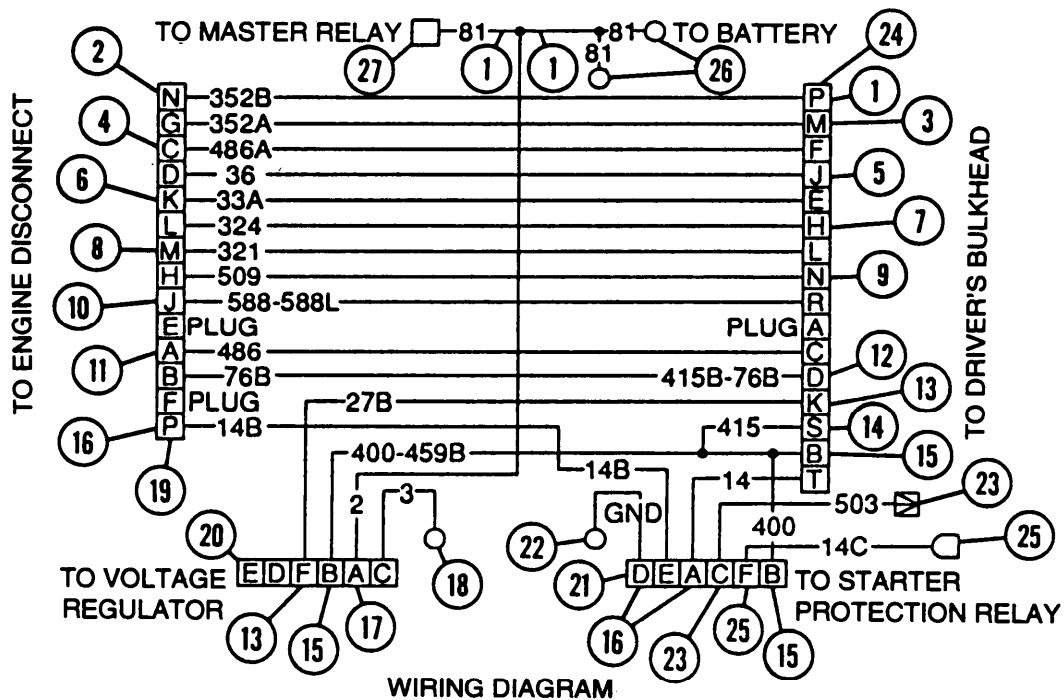 TO MASTER RELAY 81 81 TO BATTERY 24
2 27 1 1 81 26
N 352B P 1
4 G 352A M 3
C 486A F
D 36 J 5
6 K 33A E
L 324 H 7
8 M 321 L
H 509 N 9
10 J 588-588L R
E PLUG PLUG A
11 A 486 C 12
B 76B 415B-76B D
F PLUG 27B K 13
16 P 14B 415 S 14
19 400-459B B 15
14B 14 T
TO ENGINE DISCONNECT
TO DRIVER'S BULKHEAD
2 3 GND 503 23
400
20 18 22 14C 25
TO VOLTAGE
REGULATOR
E D F B A C
21 D E A C F B
TO STARTER
PROTECTION RELAY
13 15 17 16 23 25 15
WIRING DIAGRAM